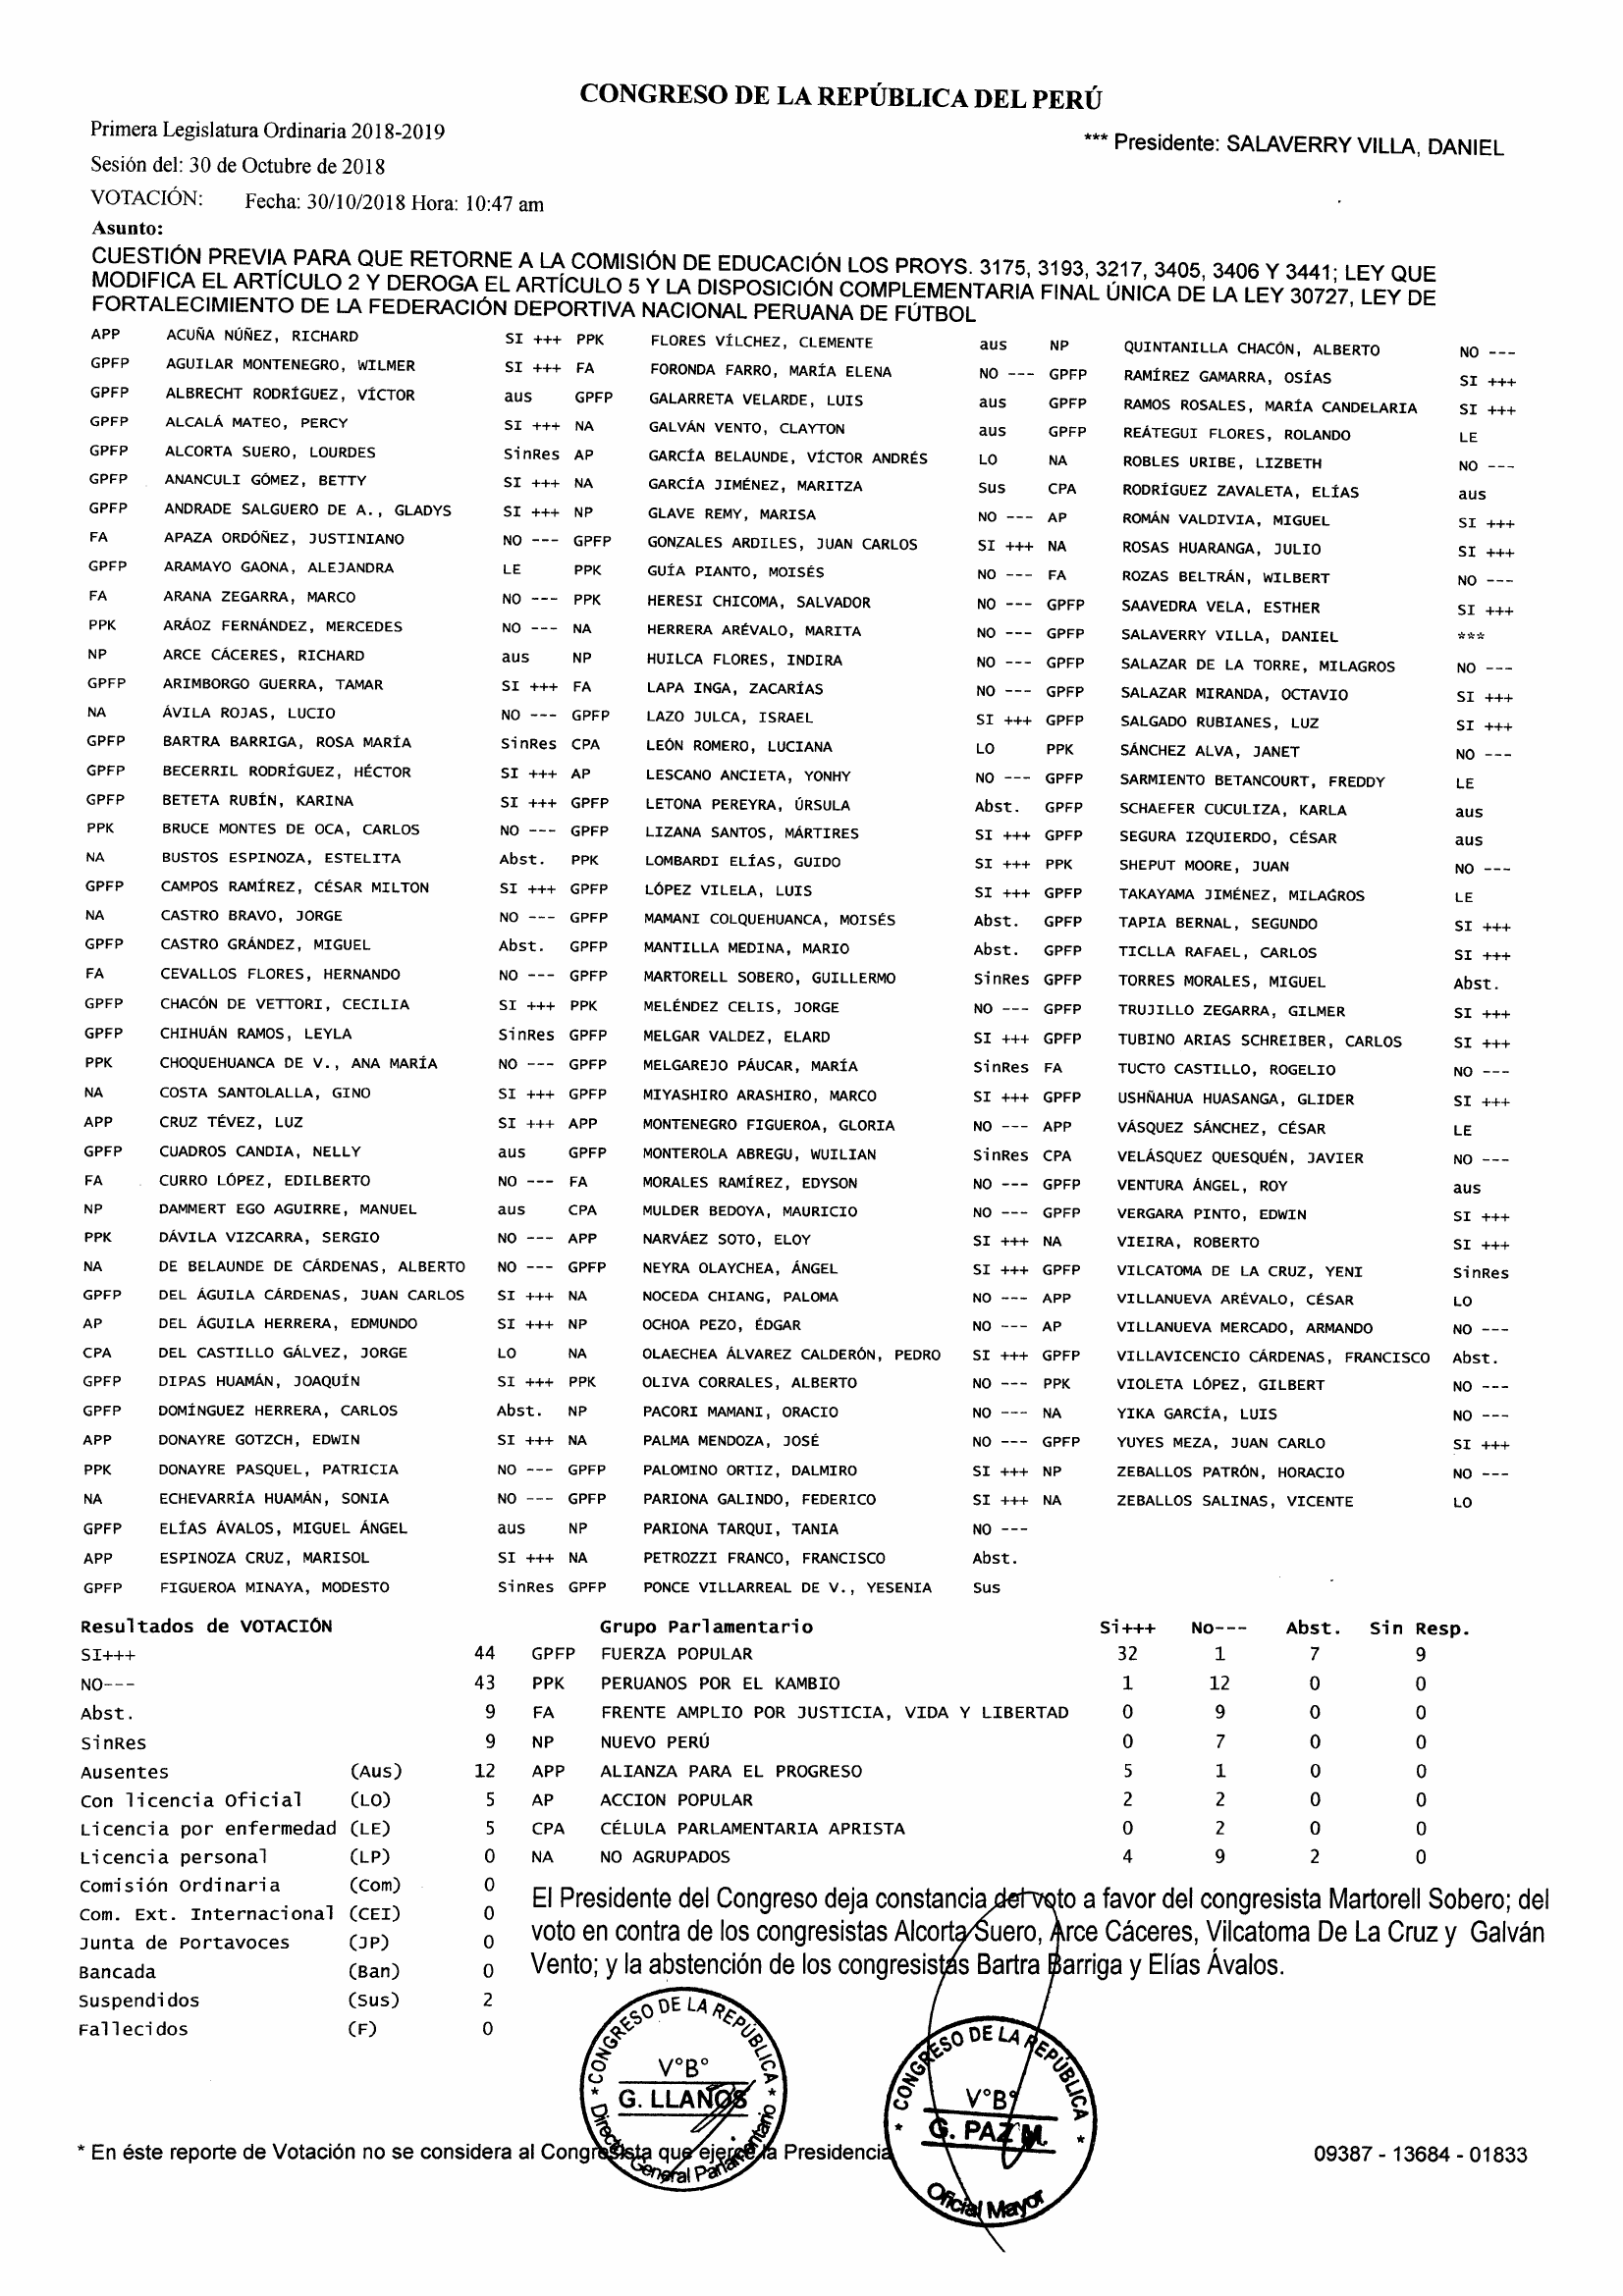 CONGRESO DE LA REPÚBLICA DEL PERÚ
Primera Legislatura Ordinaria 2018-2019
*** Presidente: SALAVERRY VILLA, DANIEL
Sesión del: 30 de Octubre de 2018
VOTACIÓN: Fecha: 30/10/2018 Hora: 10:47 am
Asunto:
CUESTIÓN PREVIA PARA QUE RETORNE A LA COMISIÓN DE EDUCACIÓN LOS PROYS. 3175, 3193, 3217, 3405, 3406 Y 3441; LEY QUE
MODIFICA EL ARTÍCULO 2 Y DEROGA EL ARTÍCULO 5 Y LA DISPOSICIÓN COMPLEMENTARIA FINAL ÚNICA DE LA LEY 30727, LEY DE
FORTALECIMIENTO DE LA FEDERACIÓN DEPORTIVA NACIONAL PERUANA DE FÚTBOL
APP ACUÑA NÚÑEZ, RICHARD SI +++ PPK FLORES VÍLCHEZ, CLEMENTE aus NP QUINTANILLA CHACÓN, ALBERTO NO ---
GPFP AGUILAR MONTENEGRO, WILMER SI +++ FA FORONDA FARRO, MARÍA ELENA NO --- GPFP RAMÍREZ GAMARRA, OSÍAS SI +++
GPFP ALBRECHT RODRÍGUEZ, VÍCTOR aus GPFP GALARRETA VELARDE, LUIS aus GPFP RAMOS ROSALES, MARÍA CANDELARIA SI +++
GPFP ALCALÁ MATEO, PERCY SI +++ NA GALVÁN VENTO, CLAYTON aus GPFP REÁTEGUI FLORES, ROLANDO LE
GPFP ALCORTA SUERO, LOURDES SinRes AP GARCÍA BELAUNDE, VÍCTOR ANDRÉS LO NA ROBLES URIBE, LIZBETH NO ---
GPFP ANANCULI GÓMEZ, BETTY SI +++ NA GARCÍA JIMÉNEZ, MARITZA Sus CPA RODRÍGUEZ ZAVALETA, ELÍAS aus
GPFP ANDRADE SALGUERO DE A., GLADYS SI +++ NP GLAVE REMY, MARISA NO --- AP ROMÁN VALDIVIA, MIGUEL SI +++
FA APAZA ORDÓÑEZ, JUSTINIANO NO --- GPFP GONZALES ARDILES, JUAN CARLOS SI +++ NA ROSAS HUARANGA, JULIO SI +++
GPFP ARAMAYO GAONA, ALEJANDRA LE PPK GUÍA PIANTO, MOISÉS NO --- FA ROZAS BELTRÁN, WILBERT NO ---
FA ARANA ZEGARRA, MARCO NO --- PPK HERESI CHICOMA, SALVADOR NO --- GPFP SAAVEDRA VELA, ESTHER SI +++
PPK ARÁOZ FERNÁNDEZ, MERCEDES NO --- NA HERRERA ARÉVALO, MARITA NO --- GPFP SALAVERRY VILLA, DANIEL ***
NP ARCE CÁCERES, RICHARD aus NP HUILCA FLORES, INDIRA NO --- GPFP SALAZAR DE LA TORRE, MILAGROS NO ---
GPFP ARIMBORGO GUERRA, TAMAR SI +++ FA LAPA INGA, ZACARÍAS NO --- GPFP SALAZAR MIRANDA, OCTAVIO SI +++
NA ÁVILA ROJAS, LUCIO NO --- GPFP LAZO JULCA, ISRAEL SI +++ GPFP SALGADO RUBIANES, LUZ SI +++
GPFP BARTRA BARRIGA, ROSA MARÍA SinRes CPA LEÓN ROMERO, LUCIANA LO PPK SÁNCHEZ ALVA, JANET NO ---
GPFP BECERRIL RODRÍGUEZ, HÉCTOR SI +++ AP LESCANO ANCIETA, YONHY NO --- GPFP SARMIENTO BETANCOURT, FREDDY LE
GPFP BETETA RUBÍN, KARINA SI +++ GPFP LETONA PEREYRA, ÚRSULA Abst. GPFP SCHAEFER CUCULIZA, KARLA aus
PPK BRUCE MONTES DE OCA, CARLOS NO --- GPFP LIZANA SANTOS, MÁRTIRES SI +++ GPFP SEGURA IZQUIERDO, CÉSAR aus
NA BUSTOS ESPINOZA, ESTELITA Abst. PPK LOMBARDI ELÍAS, GUIDO SI +++ PPK SHEPUT MOORE, JUAN NO ---
GPFP CAMPOS RAMÍREZ, CÉSAR MILTON SI +++ GPFP LÓPEZ VILELA, LUIS SI +++ GPFP TAKAYAMA JIMÉNEZ, MILAGROS LE
NA CASTRO BRAVO, JORGE NO --- GPFP MAMANI COLQUEHUANCA, MOISÉS Abst. GPFP TAPIA BERNAL, SEGUNDO SI +++
GPFP CASTRO GRÁNDEZ, MIGUEL Abst. GPFP MANTILLA MEDINA, MARIO Abst. GPFP TICLLA RAFAEL, CARLOS SI +++
FA CEVALLOS FLORES, HERNANDO NO --- GPFP MARTORELL SOBERO, GUILLERMO SinRes GPFP TORRES MORALES, MIGUEL Abst.
GPFP CHACÓN DE VETTORI, CECILIA SI +++ PPK MELÉNDEZ CELIS, JORGE NO --- GPFP TRUJILLO ZEGARRA, GILMER SI +++
GPFP CHIHUÁN RAMOS, LEYLA SinRes GPFP MELGAR VALDEZ, ELARD SI +++ GPFP TUBINO ARIAS SCHREIBER, CARLOS SI +++
PPK CHOQUEHUANCA DE V., ANA MARÍA NO --- GPFP MELGAREJO PÁUCAR, MARÍA SinRes FA TUCTO CASTILLO, ROGELIO NO ---
NA COSTA SANTOLALLA, GINO SI +++ GPFP MIYASHIRO ARASHIRO, MARCO SI +++ GPFP USHÑAHUA HUASANGA, GLIDER SI +++
APP CRUZ TÉVEZ, LUZ SI +++ APP MONTENEGRO FIGUEROA, GLORIA NO --- APP VÁSQUEZ SÁNCHEZ, CÉSAR LE
GPFP CUADROS CANDIA, NELLY aus GPFP MONTEROLA ABREGU, WUILIAN SinRes CPA VELÁSQUEZ QUESQUÉN, JAVIER NO ---
FA CURRO LÓPEZ, EDILBERTO NO --- FA MORALES RAMÍREZ, EDYSON NO --- GPFP VENTURA ÁNGEL, ROY aus
NP DAMMERT EGO AGUIRRE, MANUEL aus CPA MULDER BEDOYA, MAURICIO NO --- GPFP VERGARA PINTO, EDWIN SI +++
PPK DÁVILA VIZCARRA, SERGIO NO --- APP NARVÁEZ SOTO, ELOY SI +++ NA VIEIRA, ROBERTO SI +++
NA DE BELAUNDE DE CÁRDENAS, ALBERTO NO --- GPFP NEYRA OLAYCHEA, ÁNGEL SI +++ GPFP VILCATOMA DE LA CRUZ, YENI SinRes
GPFP DEL ÁGUILA CÁRDENAS, JUAN CARLOS SI +++ NA NOCEDA CHIANG, PALOMA NO --- APP VILLANUEVA ARÉVALO, CÉSAR LO
AP DEL ÁGUILA HERRERA, EDMUNDO SI +++ NP OCHOA PEZO, ÉDGAR NO --- AP VILLANUEVA MERCADO, ARMANDO NO ---
CPA DEL CASTILLO GÁLVEZ, JORGE LO NA OLAECHEA ÁLVAREZ CALDERÓN, PEDRO SI +++ GPFP VILLAVICENCIO CÁRDENAS, FRANCISCO Abst.
GPFP DIPAS HUAMÁN, JOAQUÍN SI +++ PPK OLIVA CORRALES, ALBERTO NO --- PPK VIOLETA LÓPEZ, GILBERT NO ---
GPFP DOMÍNGUEZ HERRERA, CARLOS Abst. NP PACORI MAMANI, ORACIO NO --- NA YIKA GARCÍA, LUIS NO ---
APP DONAYRE GOTZCH, EDWIN SI +++ NA PALMA MENDOZA, JOSÉ NO --- GPFP YUYES MEZA, JUAN CARLO SI +++
PPK DONAYRE PASQUEL, PATRICIA NO --- GPFP PALOMINO ORTIZ, DALMIRO SI +++ NP ZEBALLOS PATRÓN, HORACIO NO ---
NA ECHEVARRÍA HUAMÁN, SONIA NO --- GPFP PARIONA GALINDO, FEDERICO SI +++ NA ZEBALLOS SALINAS, VICENTE LO
GPFP ELÍAS ÁVALOS, MIGUEL ÁNGEL aus NP PARIONA TARQUI, TANIA NO ---
APP ESPINOZA CRUZ, MARISOL SI +++ NA PETROZZI FRANCO, FRANCISCO Abst.
GPFP FIGUEROA MINAYA, MODESTO SinRes GPFP PONCE VILLARREAL DE V., YESENIA Sus
Resultados de VOTACIÓN Grupo Parlamentario Si+++ No--- Abst. Sin Resp.
SI+++ 44 GPFP FUERZA POPULAR 32 1 7 9
NO--- 43 PPK PERUANOS POR EL KAMBIO 1 12 0 0
Abst. 9 FA FRENTE AMPLIO POR JUSTICIA, VIDA Y LIBERTAD 0 9 0 0
SinRes 9 NP NUEVO PERÚ 0 7 0 0
Ausentes (Aus) 12 APP ALIANZA PARA EL PROGRESO 5 1 0 0
Con licencia Oficial (LO) 5 AP ACCION POPULAR 2 2 0 0
Licencia por enfermedad (LE) 5 CPA CÉLULA PARLAMENTARIA APRISTA 0 2 0 0
Licencia personal (LP) 0 NA NO AGRUPADOS 4 9 2 0
Comisión Ordinaria (Com) 0
Com. Ext. Internacional (CEI) 0
Junta de Portavoces (JP) 0
Bancada (Ban) 0
Suspendidos (Sus) 2
Fallecidos (F) 0
El Presidente del Congreso deja constancia del voto a favor del congresista Martorell Sobero; del
voto en contra de los congresistas Alcorta Suero, Arce Cáceres, Vilcatoma De La Cruz y Galván
Vento; y la abstención de los congresistas Bartra Barriga y Elías Ávalos.
* CONGRESO DE LA REPÚBLICA *
V°B°
G. LLANOS
Director General Parlamentario
* CONGRESO DE LA REPÚBLICA *
V°B°
G. PAZ M.
Oficial Mayor
* En éste reporte de Votación no se considera al Congresista que ejerce la Presidencia
09387 - 13684 - 01833